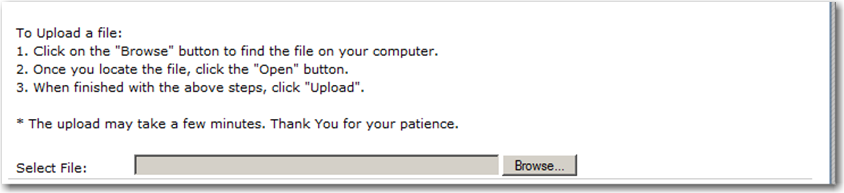 To Upload a file:
1. Click on the "Browse" button to find the file on your computer.
2. Once you locate the file, click the "Open" button.
3. When finished with the above steps, click "Upload".
* The upload may take a few minutes. Thank You for your patience.
Select File: Browse...